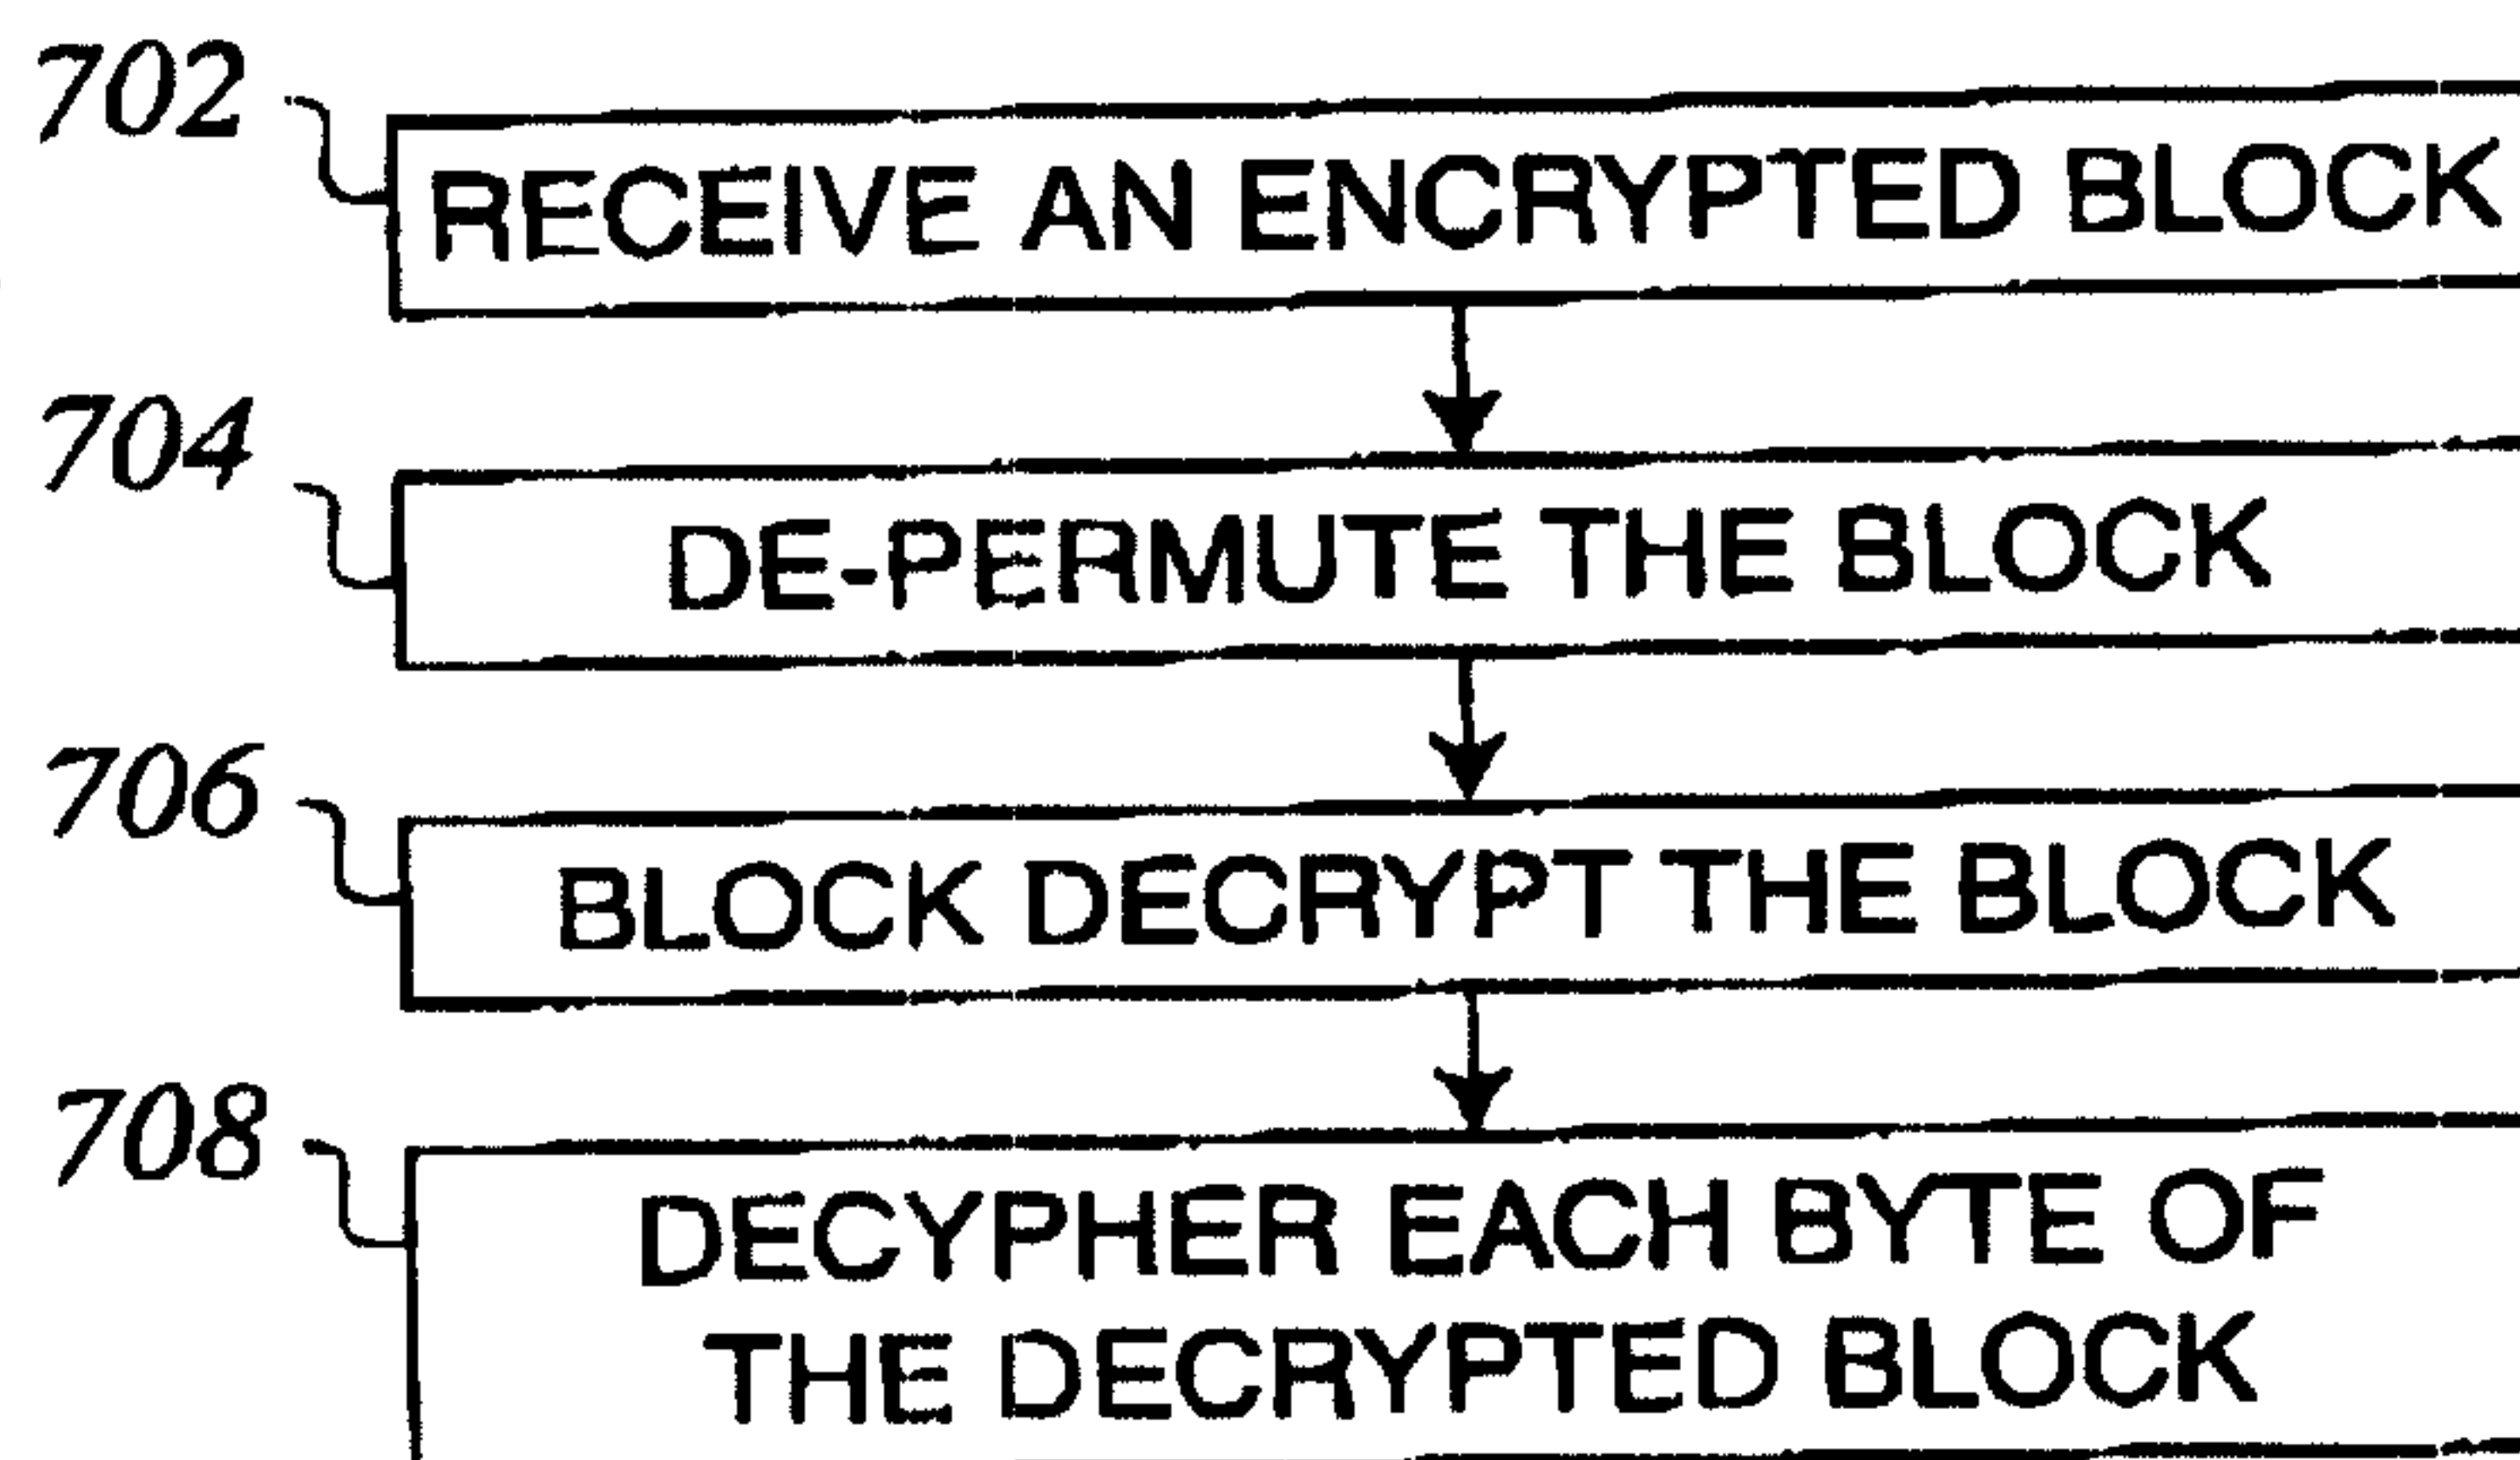 702
RECEIVE AN ENCRYPTED BLOCK
704
DE-PERMUTE THE BLOCK
706
BLOCK DECRYPT THE BLOCK
708
DECYPHER EACH BYTE OF
THE DECRYPTED BLOCK